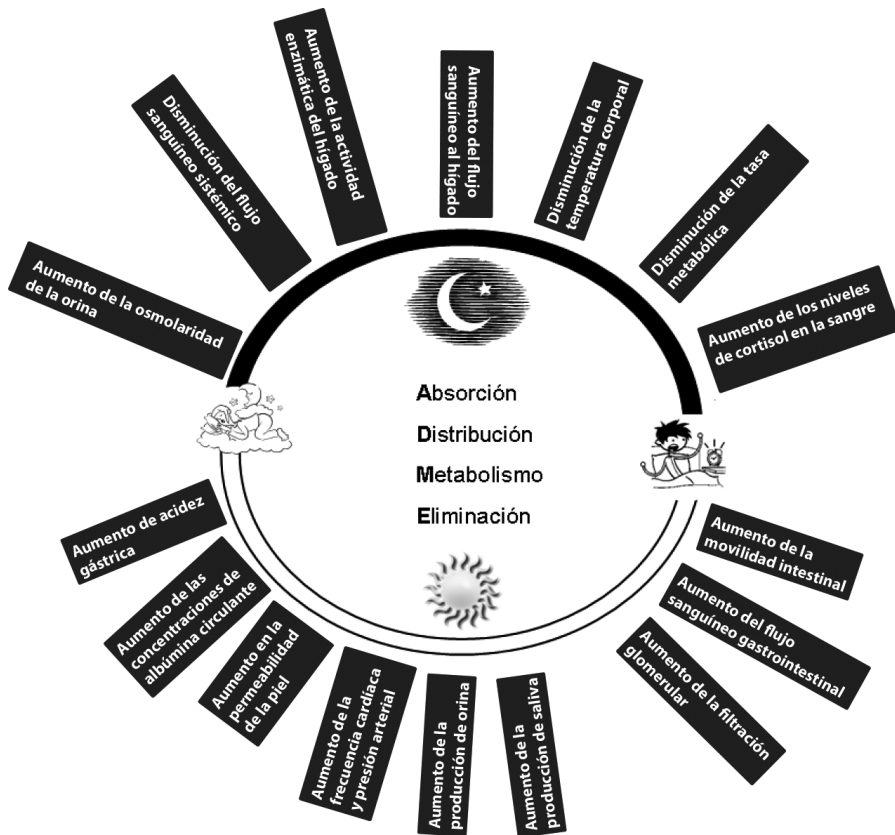 Aumento de la osmolaridad
de la orina
Disminución del flujo
sanguíneo sistémico
Aumento de la actividad
enzimática del hígado
Aumento del flujo
sanguíneo al hígado
Disminución de la
temperatura corporal
Disminución de la tasa
metabólica
Aumento de los niveles
de cortisol en la sangre
Absorción
Distribución
Metabolismo
Eliminación
Aumento de la
movilidad intestinal
Aumento del flujo
sanguíneo gastrointestinal
Aumento de la filtración
glomerular
Aumento de la
producción de saliva
Aumento de la
producción de orina
Aumento de la
frecuencia cardíaca
y presión arterial
Aumento en la
permeabilidad
de la piel
Aumento de las
concentraciones de
albúmina circulante
Aumento de acidez
gástrica